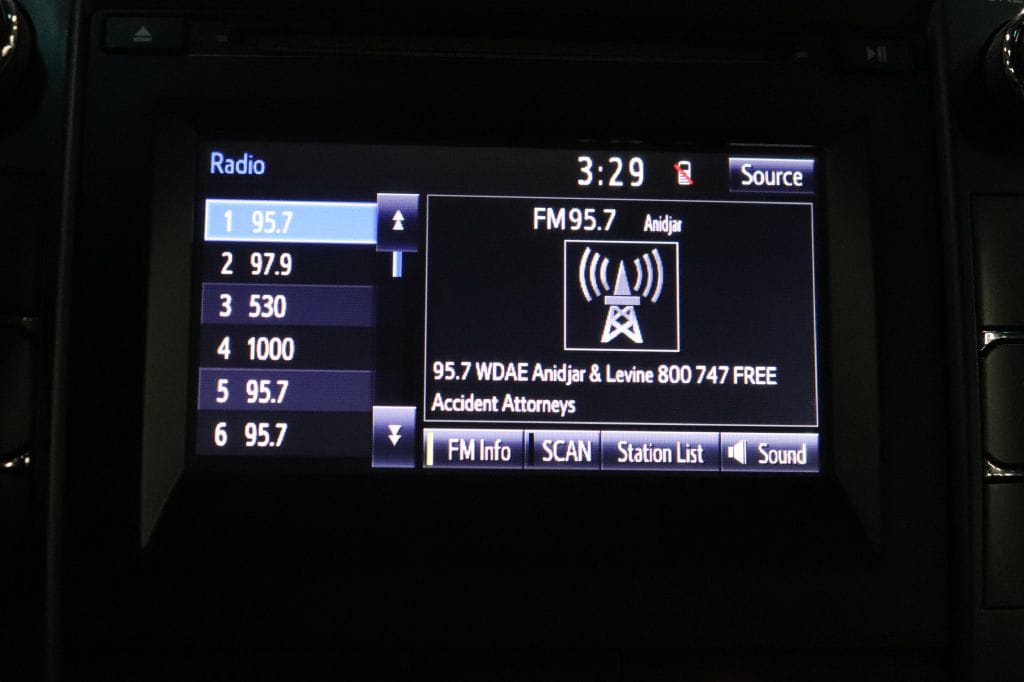 Radio
3:29
Source
1 95.7
2 97.9
3 530
4 1000
5 95.7
6 95.7
FM 95.7 Anidjar
95.7 WDAE Anidjar & Levine 800 747 FREE
Accident Attorneys
FM Info
SCAN
Station List
Sound